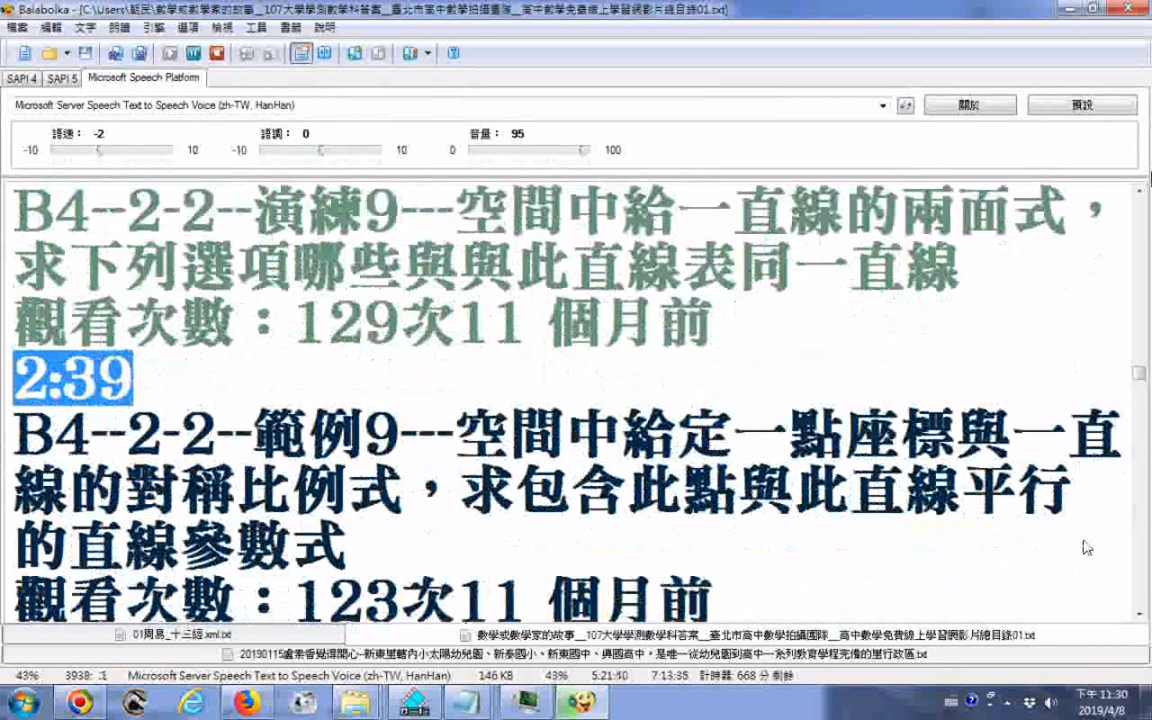 Balabolka - [C:\Users\甄民\數學或數學家的故事__107大學學測數學科答案__臺北市高中數學拍攝團隊__高中數學免費線上學習網影片總目錄01.txt]
檔案 編輯 文字 朗讀 引擎 選項 檢視 工具 書籤 說明
SAPI 4 SAPI 5 Microsoft Speech Platform
Microsoft Server Speech Text to Speech Voice (zh-TW, HanHan) 關於 預設
語速： -2 語調： 0 音量： 95
-10 10 -10 10 0 100
B4--2-2--演練9---空間中給一直線的兩面式，
求下列選項哪些與與此直線表同一直線
觀看次數：129次11 個月前
2:39
B4--2-2--範例9---空間中給定一點座標與一直
線的對稱比例式，求包含此點與此直線平行
的直線參數式
觀看次數：123次11 個月前
01周易_十三經.xml.txt 數學或數學家的故事__107大學學測數學科答案__臺北市高中數學拍攝團隊__高中數學免費線上學習網影片總目錄01.txt
20190115盧素香覺得開心--新東里轄內小太陽幼兒園、新泰國小、新東國中、興國高中，是唯一從幼兒園到高中一系列教育學程完備的里行政區.txt
43% 3938: :1 Microsoft Server Speech Text to Speech Voice (zh-TW, HanHan) 146 KB 43% 5:21:30 7:13:35 計時器: 668 分 剩餘
下午 11:30
2019/4/8